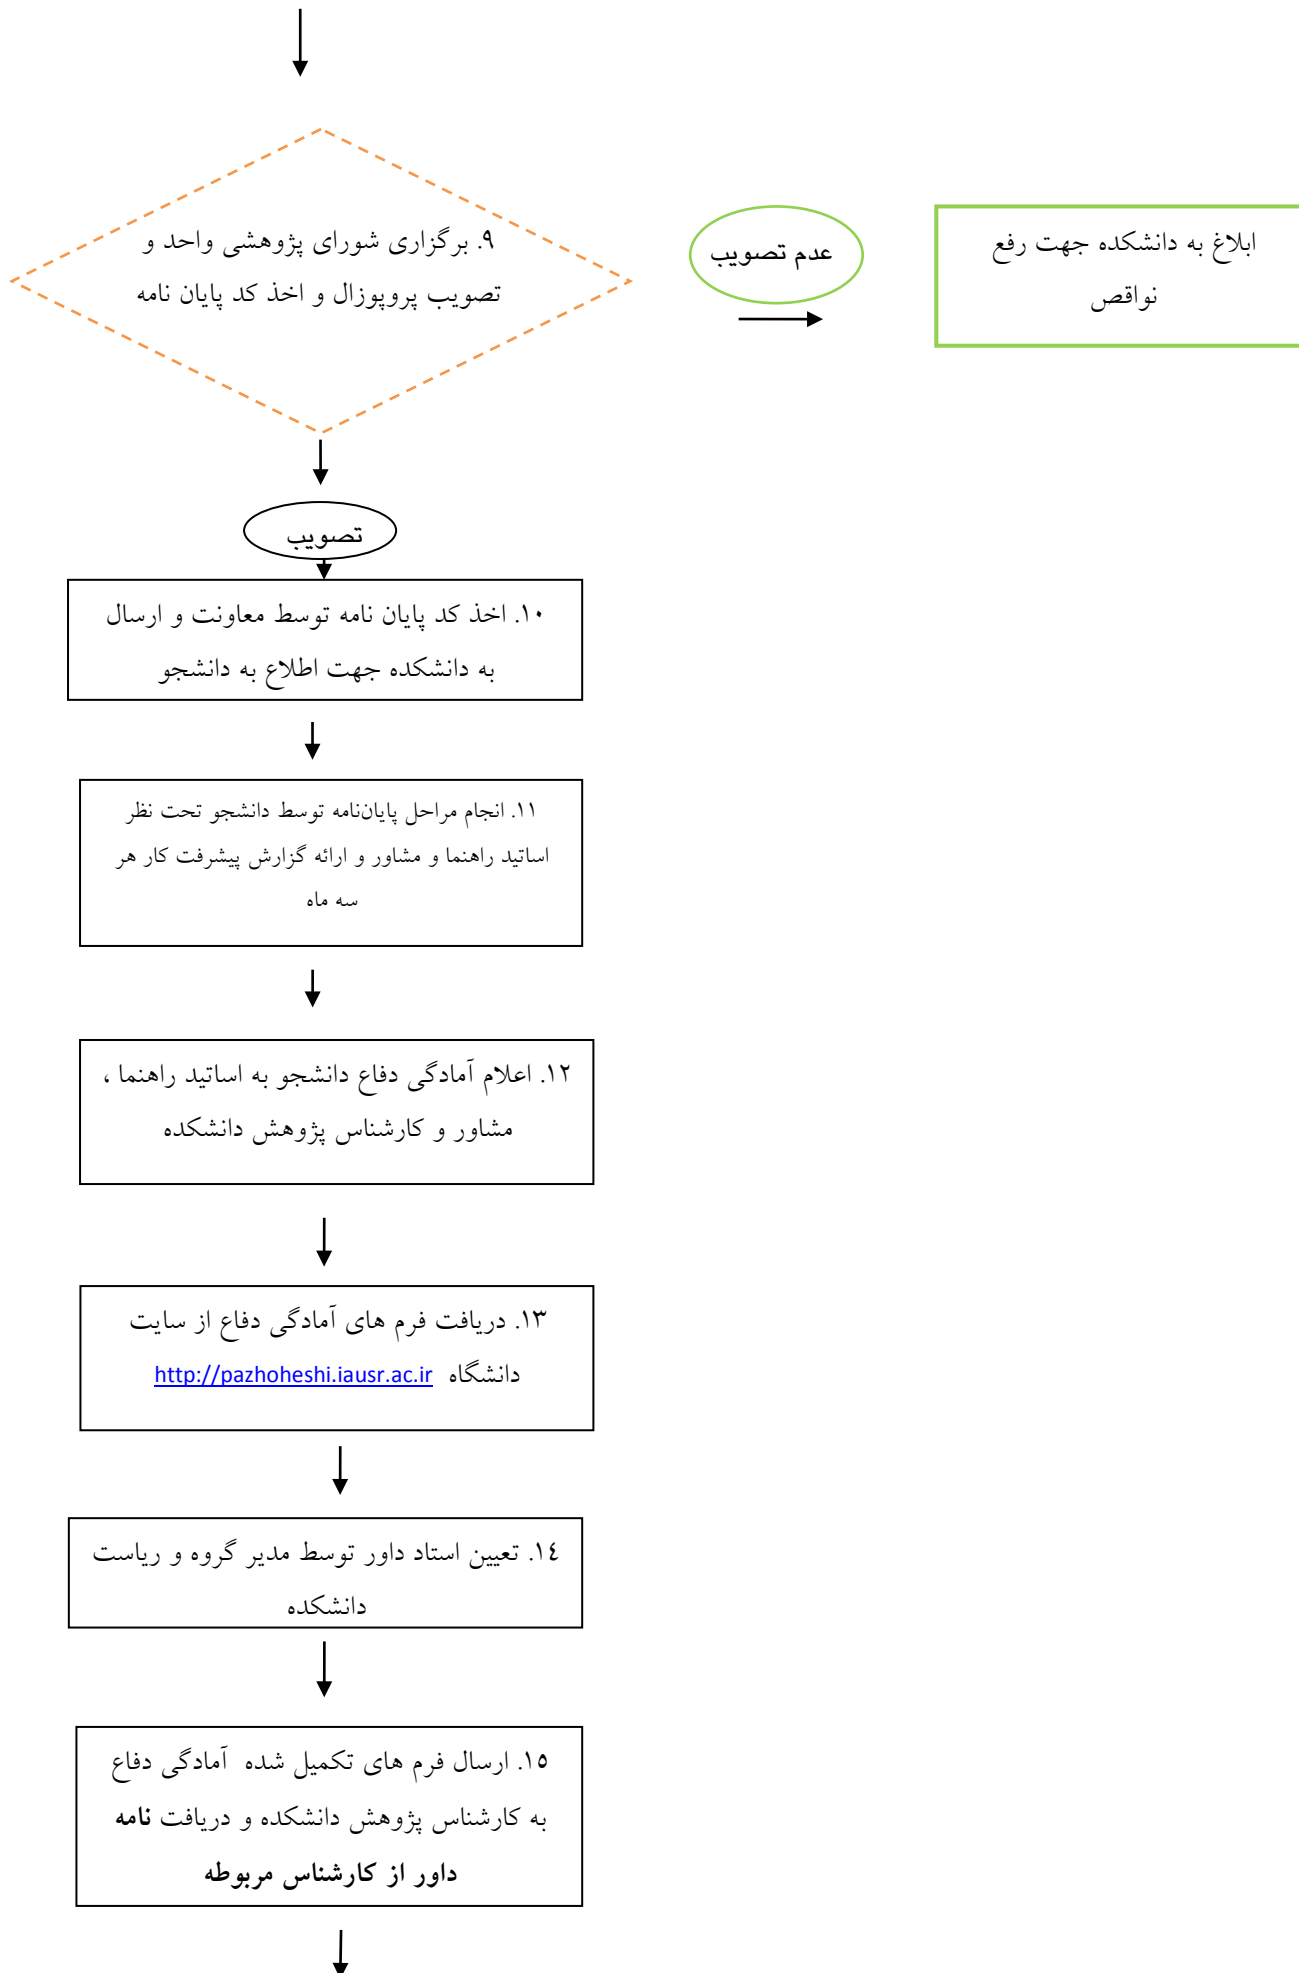 ۹. برگزاری شورای پژوهشی واحد و
تصویب پروپوزال و اخذ کد پایان نامه
عدم تصویب
ابلاغ به دانشکده جهت رفع
نواقص
تصویب
۱۰. اخذ کد پایان نامه توسط معاونت و ارسال
به دانشکده جهت اطلاع به دانشجو
۱۱. انجام مراحل پایان‌نامه توسط دانشجو تحت نظر
اساتید راهنما و مشاور و ارائه گزارش پیشرفت کار هر
سه ماه
۱۲. اعلام آمادگی دفاع دانشجو به اساتید راهنما ،
مشاور و کارشناس پژوهش دانشکده
۱۳. دریافت فرم های آمادگی دفاع از سایت
دانشگاه http://pazhoheshi.iausr.ac.ir
۱٤. تعیین استاد داور توسط مدیر گروه و ریاست
دانشکده
۱٥. ارسال فرم های تکمیل شده آمادگی دفاع
به کارشناس پژوهش دانشکده و دریافت نامه
داور از کارشناس مربوطه